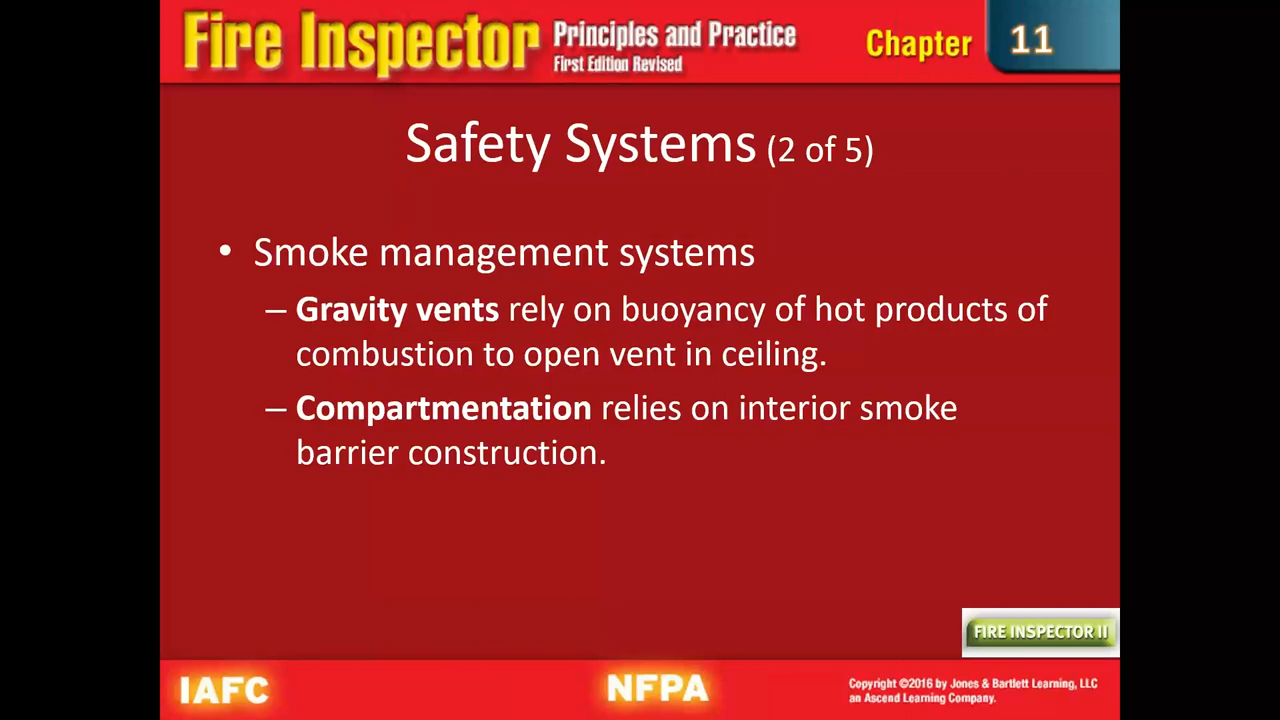 Fire Inspector
Principles and Practice
First Edition Revised
Chapter 11
Safety Systems (2 of 5)
• Smoke management systems
– Gravity vents rely on buoyancy of hot products of
combustion to open vent in ceiling.
– Compartmentation relies on interior smoke
barrier construction.
FIRE INSPECTOR II
IAFC
NFPA
Copyright ©2016 by Jones & Bartlett Learning, LLC
an Ascend Learning Company.